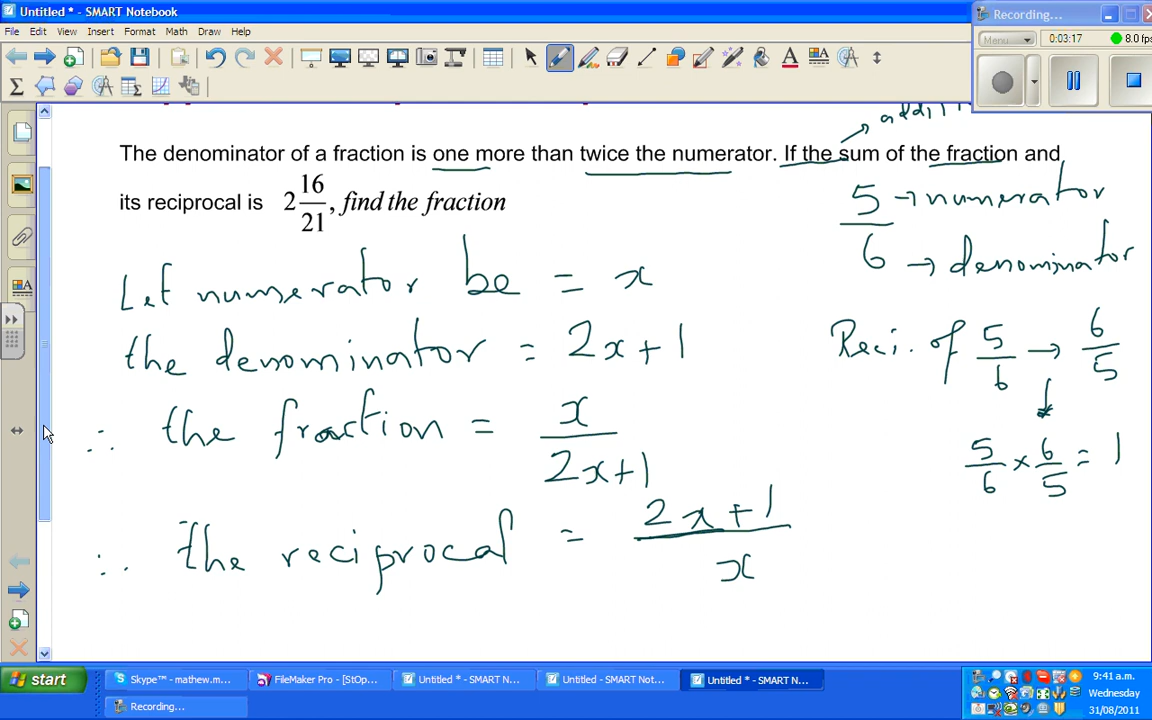 Untitled * - SMART Notebook
File Edit View Insert Format Math Draw Help
Recording...
Menu
0:03:17
8.0 fps
The denominator of a fraction is one more than twice the numerator. If the sum of the fraction and
its reciprocal is 2 16/21, find the fraction
5 → numerator
6 → denominator
Let numerator be = x
the denominator = 2x+1
Reci. of 5/6 → 6/5
∴ the fraction = x/2x+1
5/6 × 6/5 = 1
∴ the reciprocal = 2x+1/x
start
Skype™ - mathew.m...
FileMaker Pro - [StOp...
Untitled * - SMART N...
Untitled - SMART Not...
Untitled * - SMART N...
Recording...
9:41 a.m.
Wednesday
31/08/2011